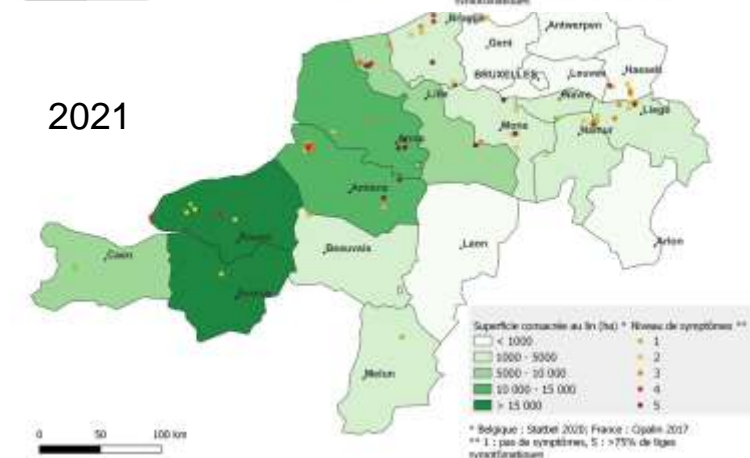 symptomatiques
2021
Brugge
Gent
Antwerpen
BRUXELLES
Leuven
Hasselt
Lille
Wavre
Liège
Mons
Namur
Arras
Amiens
Rouen
Beauvais
Laon
Arlon
Caen
Evreux
Melun
Superficie consacrée au lin (ha) * Niveau de symptômes **
< 1000 1
1000 - 5000 2
5000 - 10 000 3
10 000 - 15 000 4
> 15 000 5
0 50 100 km
* Belgique : Statbel 2020; France : Cipalin 2017
** 1 : pas de symptômes, 5 : >75% de tiges
symptomatiques